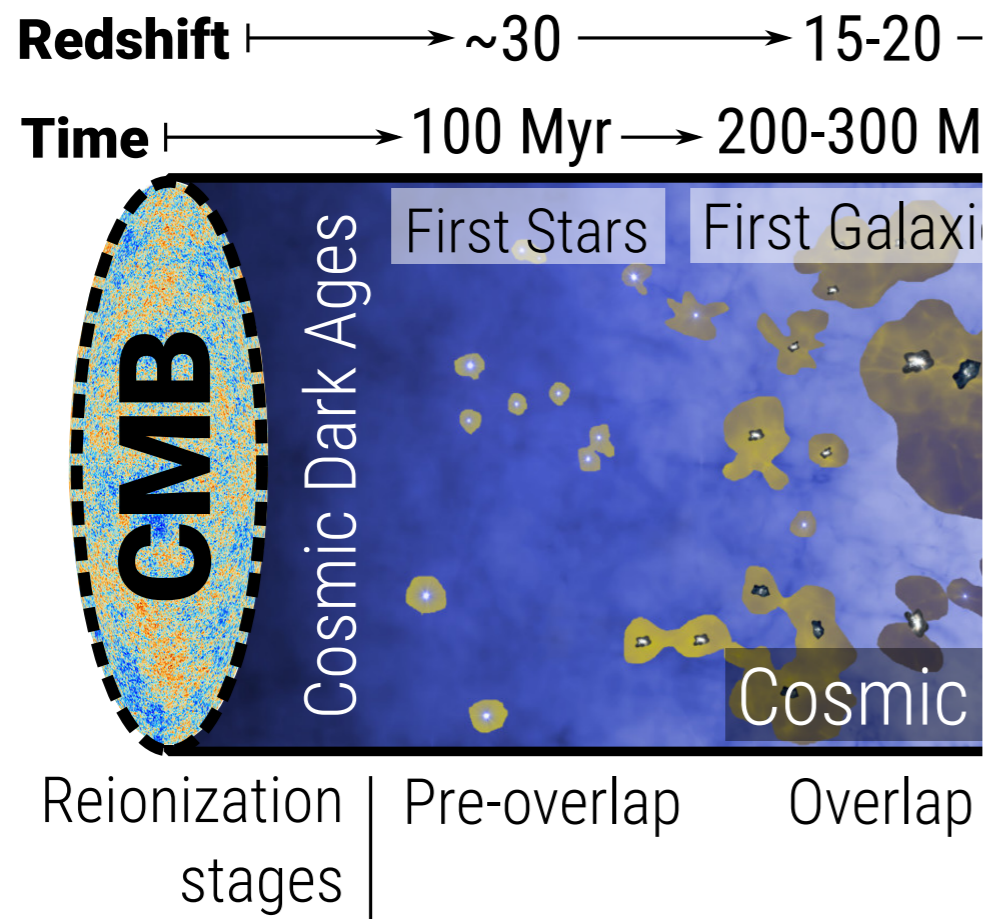 Redshift ~30 15-20
Time 100 Myr 200-300 M
First Stars First Galaxi
Cosmic Dark Ages
CMB
Cosmic
Reionization Pre-overlap Overlap
stages